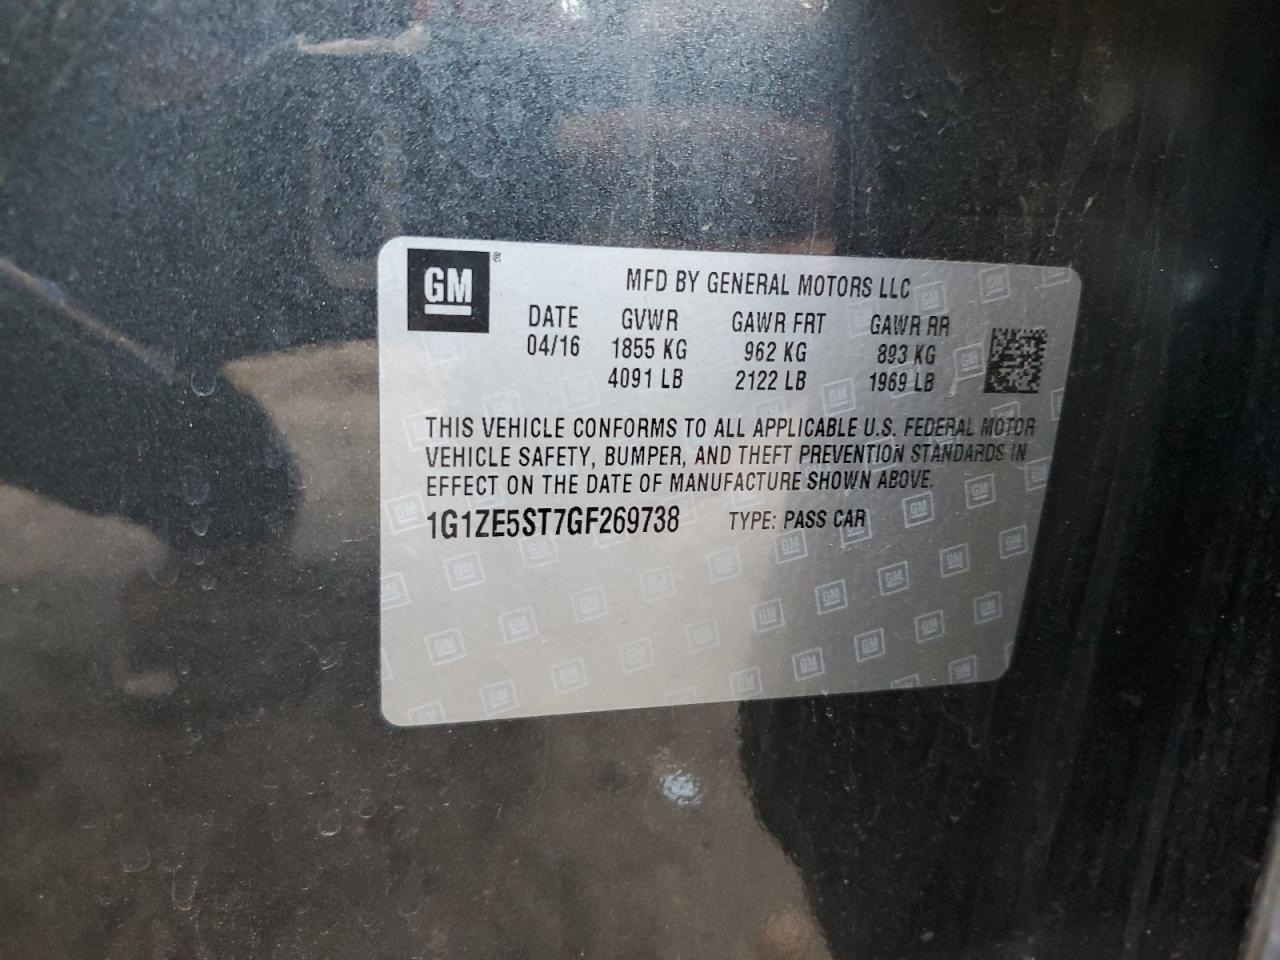 GM ®
MFD BY GENERAL MOTORS LLC
DATE GVWR GAWR FRT GAWR RR
04/16 1855 KG 962 KG 893 KG
4091 LB 2122 LB 1969 LB
THIS VEHICLE CONFORMS TO ALL APPLICABLE U.S. FEDERAL MOTOR
VEHICLE SAFETY, BUMPER, AND THEFT PREVENTION STANDARDS IN
EFFECT ON THE DATE OF MANUFACTURE SHOWN ABOVE.
1G1ZE5ST7GF269738 TYPE: PASS CAR